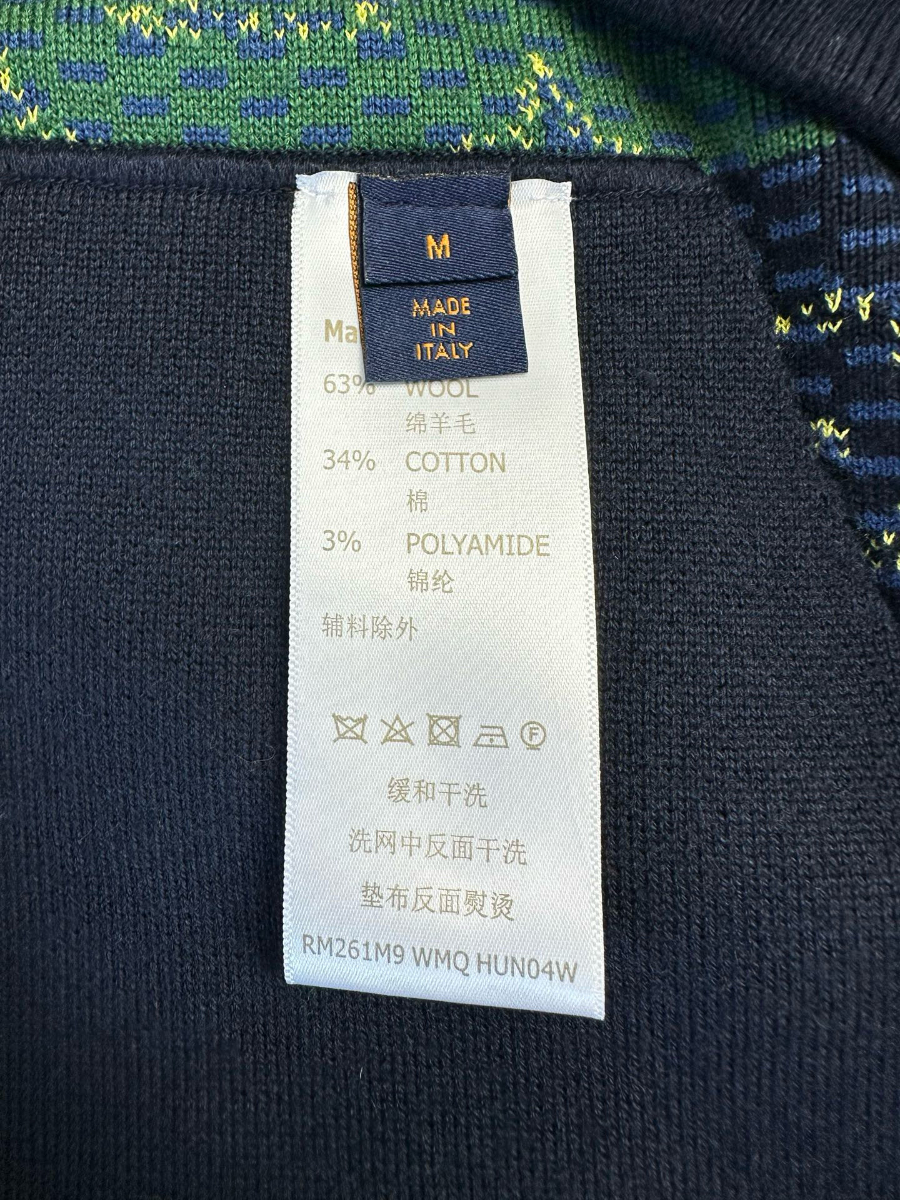 M
MADE
IN
ITALY
Ma
63% WOOL
绵羊毛
34% COTTON
棉
3% POLYAMIDE
锦纶
辅料除外
F
缓和干洗
洗网中反面干洗
垫布反面熨烫
RM261M9 WMQ HUN04W